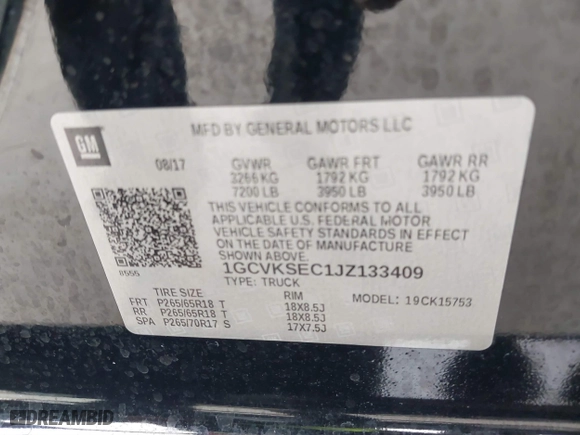 MFD BY GENERAL MOTORS LLC
GM
08/17 GVWR GAWR FRT GAWR RR
3266 KG 1792 KG 1792 KG
7200 LB 3950 LB 3950 LB
THIS VEHICLE CONFORMS TO ALL
APPLICABLE U.S. FEDERAL MOTOR
VEHICLE SAFETY STANDARDS IN EFFECT
ON THE DATE OF MANUFACTURE
SHOWN ABOVE.
8555
1GCVKSEC1JZ133409
TYPE: TRUCK
TIRE SIZE RIM MODEL: 19CK15753
FRT P265/65R18 T 18X8.5J
RR P265/65R18 T 18X8.5J
SPA P265/70R17 S 17X7.5J
DREAMBID